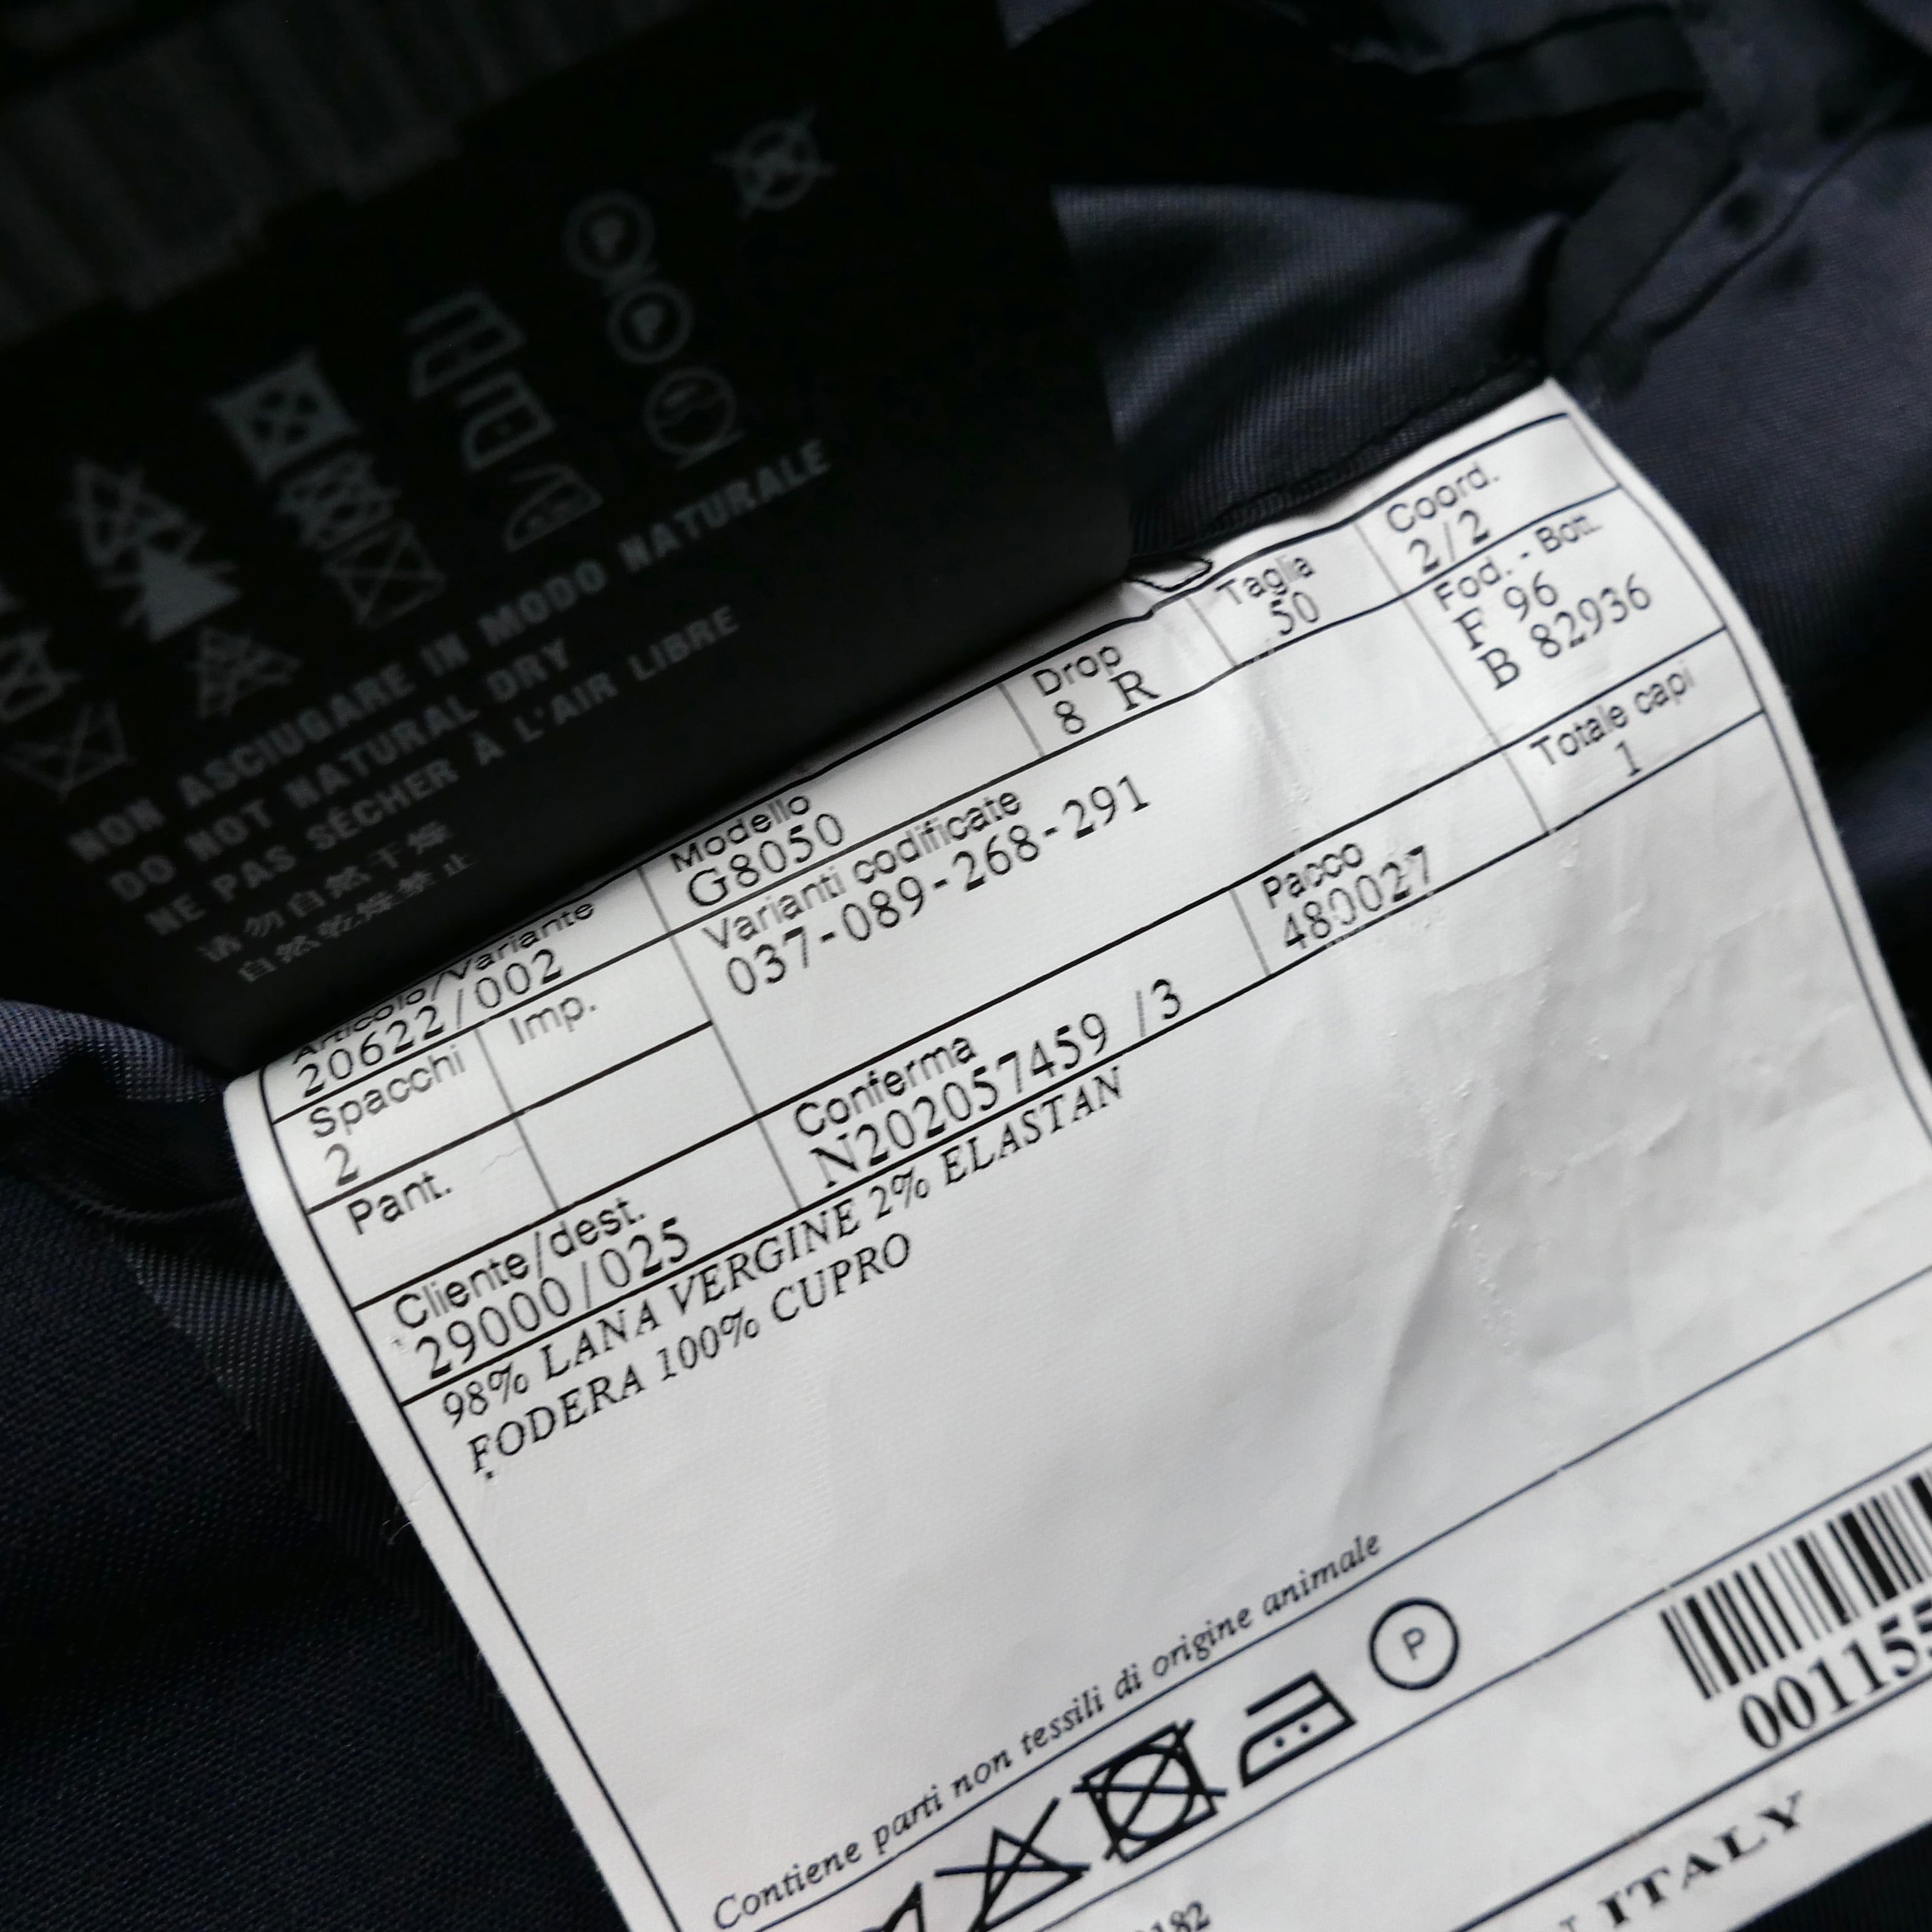 NON ASCIUGARE IN MODO NATURALE
DO NOT NATURAL DRY
NE PAS SÉCHER À L'AIR LIBRE
请勿自然干燥
自然乾燥禁止
Articolo/Variante
20622/002
Modello
G8050
Drop
8 R
Taglia
50
Coord.
2/2
Spacchi
2
Imp.
Varianti codificate
037-089-268-291
Fod. - Bott.
F 96
B 82936
Pant.
Cliente/dest.
29000/025
Conferma
N202057459 /3
Pacco
480027
Totale capi
1
98% LANA VERGINE 2% ELASTAN
FODERA 100% CUPRO
Contiene parti non tessili di origine animale
P
001155
ITALY